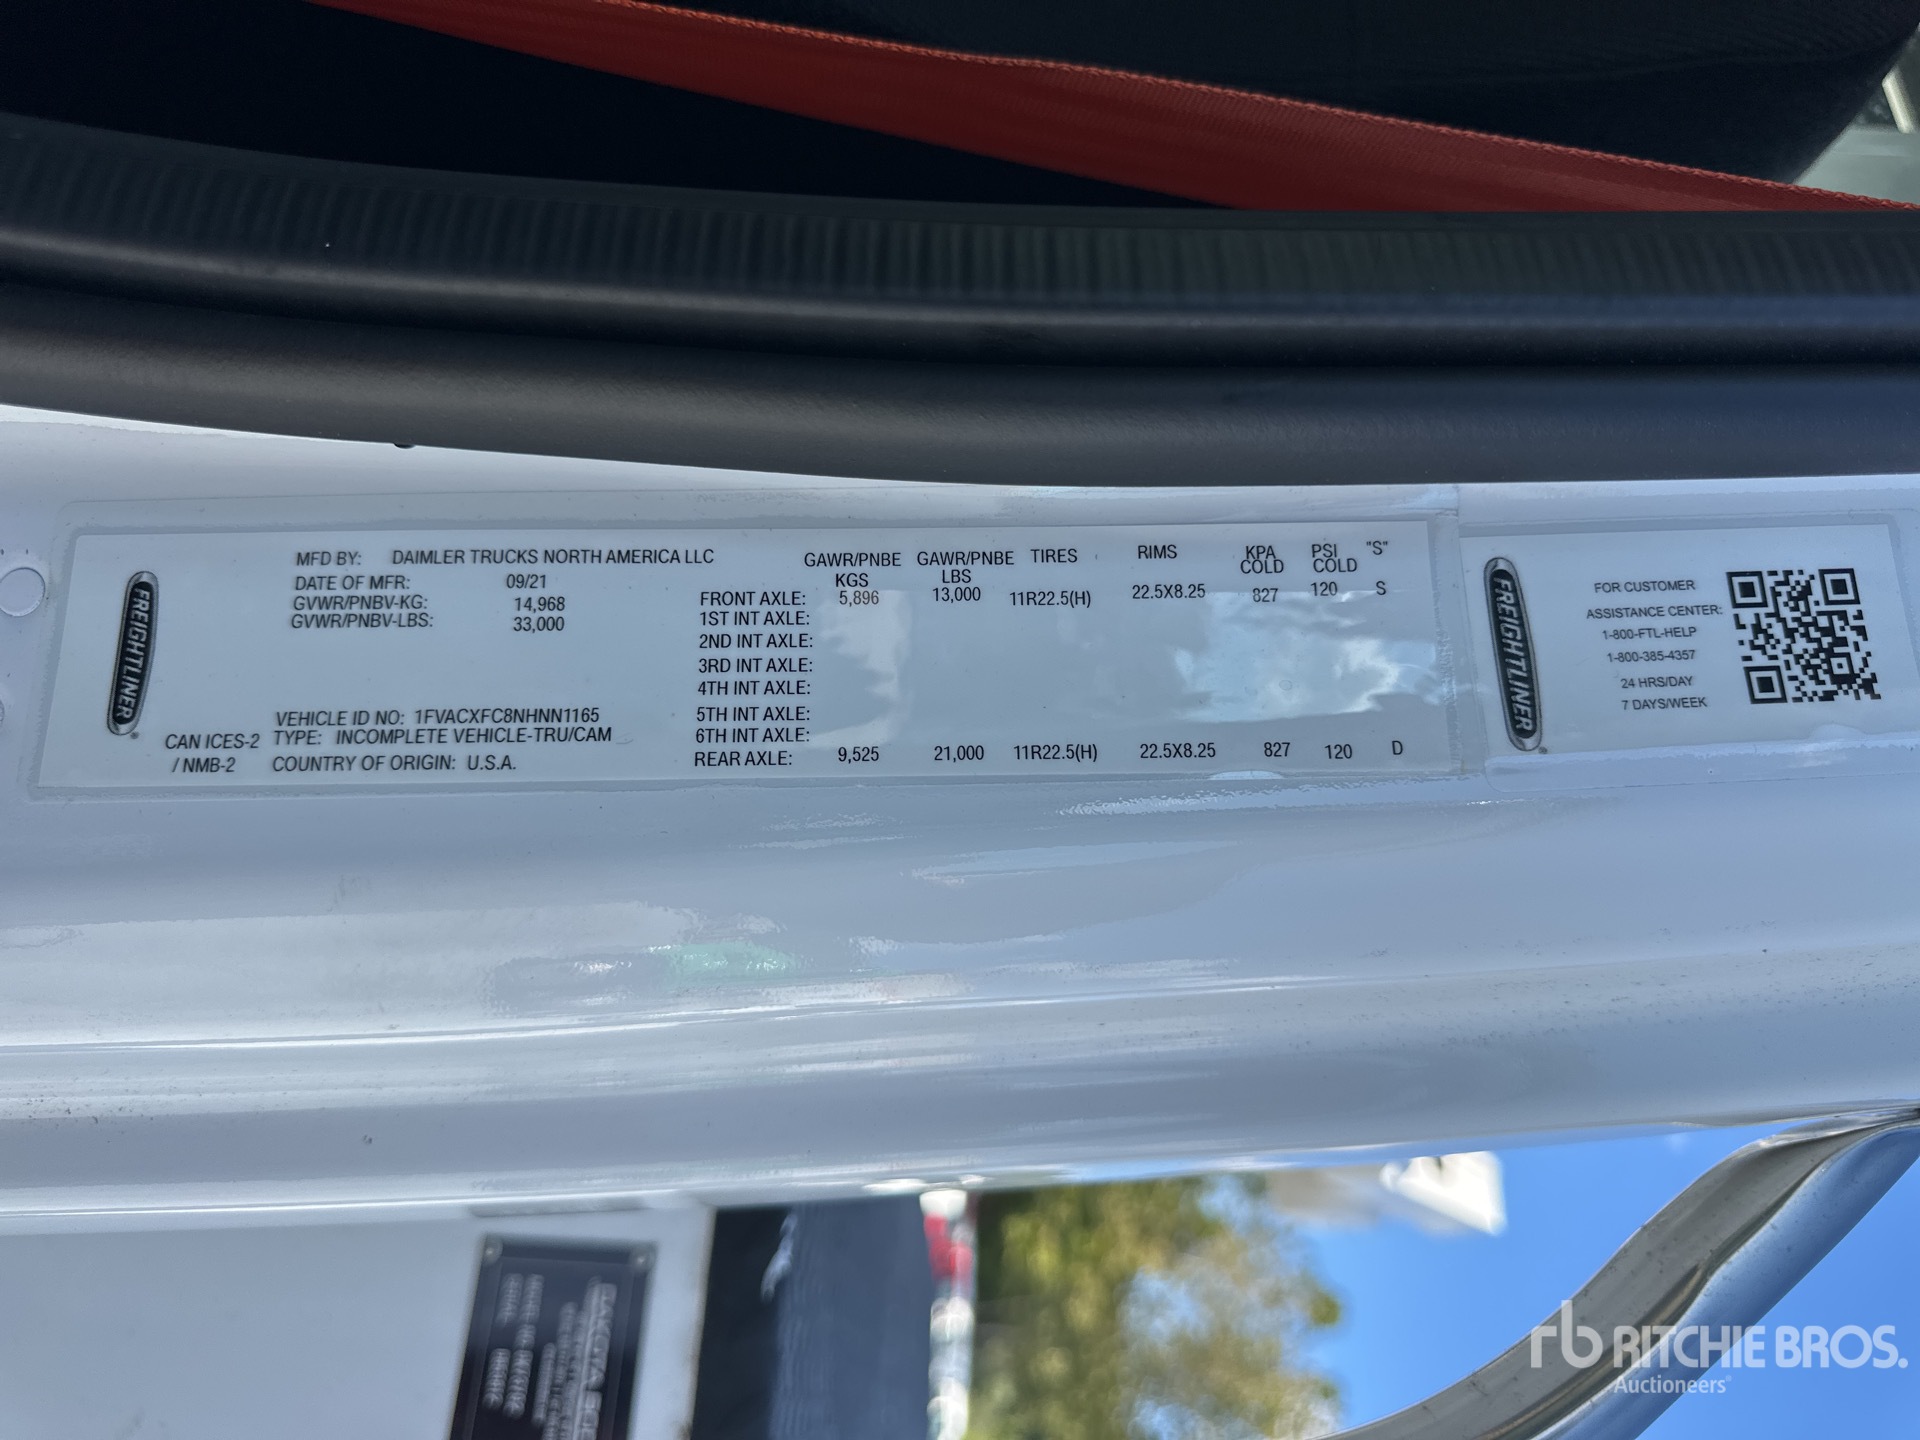 FREIGHTLINER
MFD BY: DAIMLER TRUCKS NORTH AMERICA LLC
DATE OF MFR: 09/21
GVWR/PNBV-KG: 14,968
GVWR/PNBV-LBS: 33,000
VEHICLE ID NO: 1FVACXFC8NHNN1165
CAN ICES-2 TYPE: INCOMPLETE VEHICLE-TRU/CAM
/ NMB-2 COUNTRY OF ORIGIN: U.S.A.
GAWR/PNBE GAWR/PNBE TIRES RIMS KPA PSI "S"
KGS LBS COLD COLD
FRONT AXLE: 5,896 13,000 11R22.5(H) 22.5X8.25 827 120 S
1ST INT AXLE:
2ND INT AXLE:
3RD INT AXLE:
4TH INT AXLE:
5TH INT AXLE:
6TH INT AXLE:
REAR AXLE: 9,525 21,000 11R22.5(H) 22.5X8.25 827 120 D
FREIGHTLINER
FOR CUSTOMER
ASSISTANCE CENTER:
1-800-FTL-HELP
1-800-385-4357
24 HRS/DAY
7 DAYS/WEEK
rb RITCHIE BROS.
Auctioneers